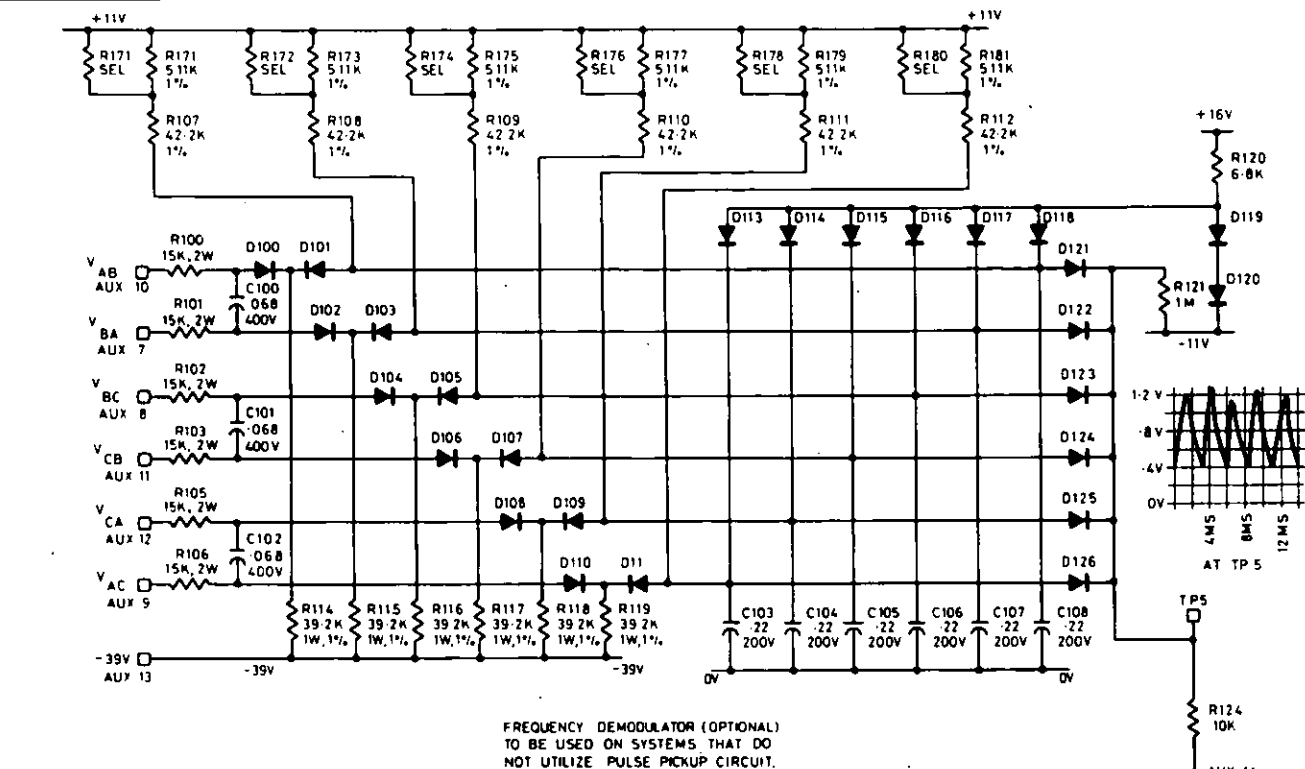 +11V
+11V
R171
SEL
R171
511K
1%
R172
SEL
R173
511K
1%
R174
SEL
R175
511K
1%
R176
SEL
R177
511K
1%
R178
SEL
R179
511K
1%
R180
SEL
R181
511K
1%
R107
42·2K
1%
R108
42·2K
1%
R109
42·2K
1%
R110
42·2K
1%
R111
42·2K
1%
R112
42·2K
1%
+16V
R120
6·8K
D113
D114
D115
D116
D117
D118
D119
D120
D121
R121
1M
-11V
V AB
AUX 10
R100
15K, 2W
D100
D101
C100
·068
400V
V BA
AUX 7
R101
15K, 2W
D102
D103
D122
V BC
AUX 8
R102
15K, 2W
D104
D105
D123
C101
·068
400V
V CB
AUX 11
R103
15K, 2W
D106
D107
D124
V CA
AUX 12
R105
15K, 2W
D108
D109
D125
C102
·068
400V
V AC
AUX 9
R106
15K, 2W
D110
D11
D126
1·2 V
·8 V
·4V
0V
4MS
8MS
12MS
AT TP 5
R114
39·2K
1W,1%
R115
39·2K
1W,1%
R116
39·2K
1W,1%
R117
39·2K
1W,1%
R118
39·2K
1W,1%
R119
39·2K
1W,1%
C103
·22
200V
C104
·22
200V
C105
·22
200V
C106
·22
200V
C107
·22
200V
C108
·22
200V
TP5
-39V
AUX 13
-39V
-39V
0V
0V
R124
10K
FREQUENCY DEMODULATOR (OPTIONAL)
TO BE USED ON SYSTEMS THAT DO
NOT UTILIZE PULSE PICKUP CIRCUIT.